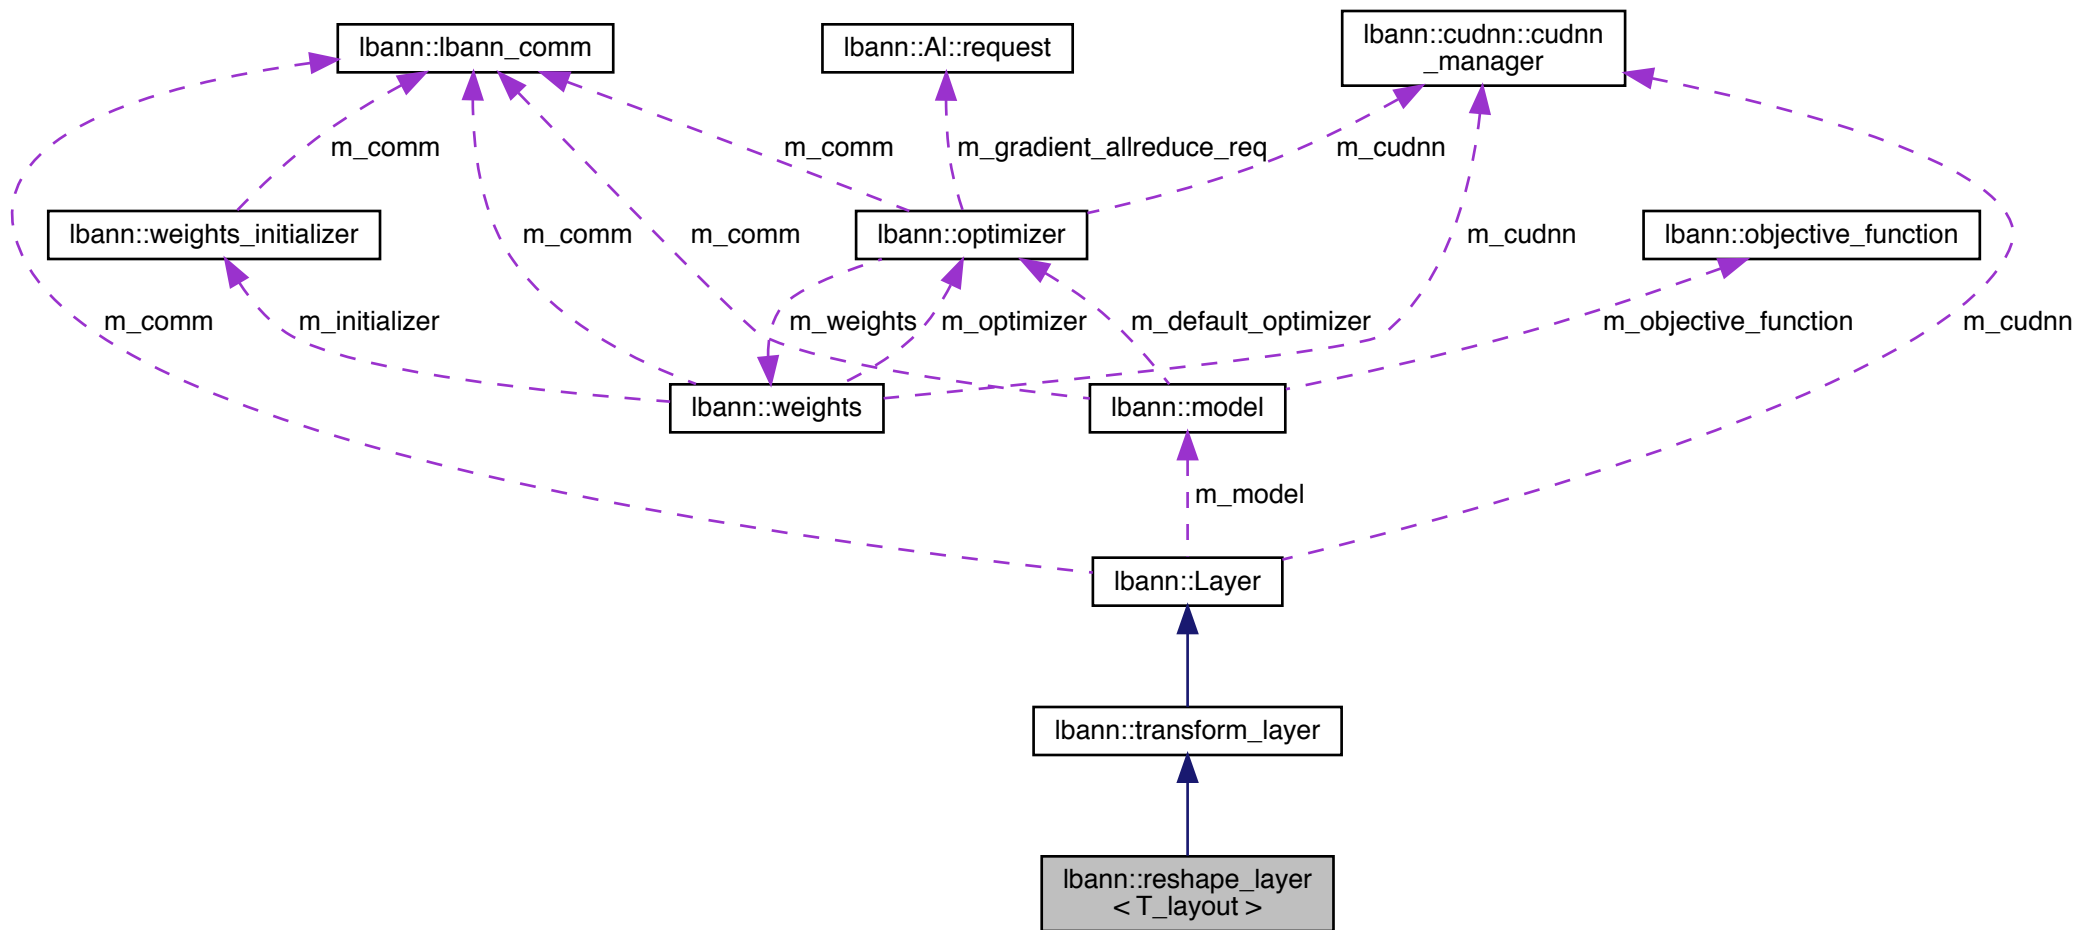 lbann::lbann_comm
lbann::Al::request
lbann::cudnn::cudnn
_manager
m_comm
m_comm
m_gradient_allreduce_req
m_cudnn
lbann::weights_initializer
m_comm
m_comm
lbann::optimizer
m_cudnn
lbann::objective_function
m_comm
m_initializer
m_weights
m_optimizer
m_default_optimizer
m_objective_function
m_cudnn
lbann::weights
lbann::model
m_model
lbann::Layer
lbann::transform_layer
lbann::reshape_layer
< T_layout >